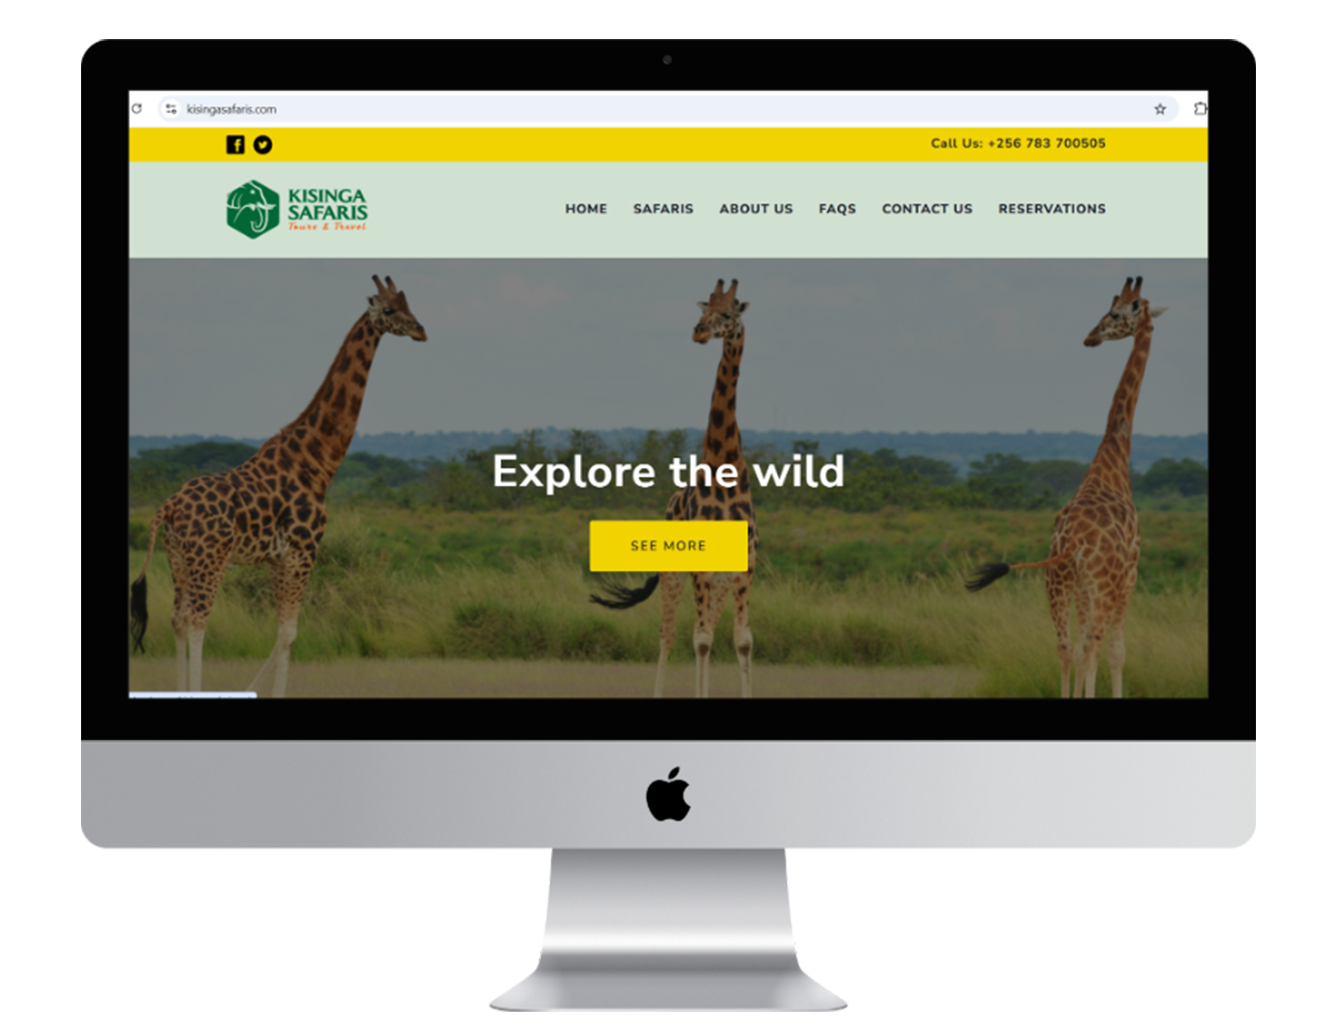 kisingasafaris.com
Call Us: +256 783 700505
KISINGA
SAFARIS
Tours & Travel
HOME SAFARIS ABOUT US FAQS CONTACT US RESERVATIONS
Explore the wild
SEE MORE